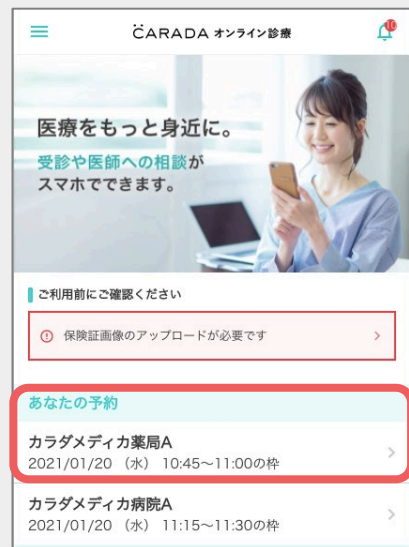 CARADA オンライン診療
10
医療をもっと身近に。
受診や医師への相談が
スマホでできます。
ご利用前にご確認ください
保険証画像のアップロードが必要です
あなたの予約
カラダメディカ薬局A
2021/01/20 （水） 10:45〜11:00の枠
カラダメディカ病院A
2021/01/20 （水） 11:15〜11:30の枠